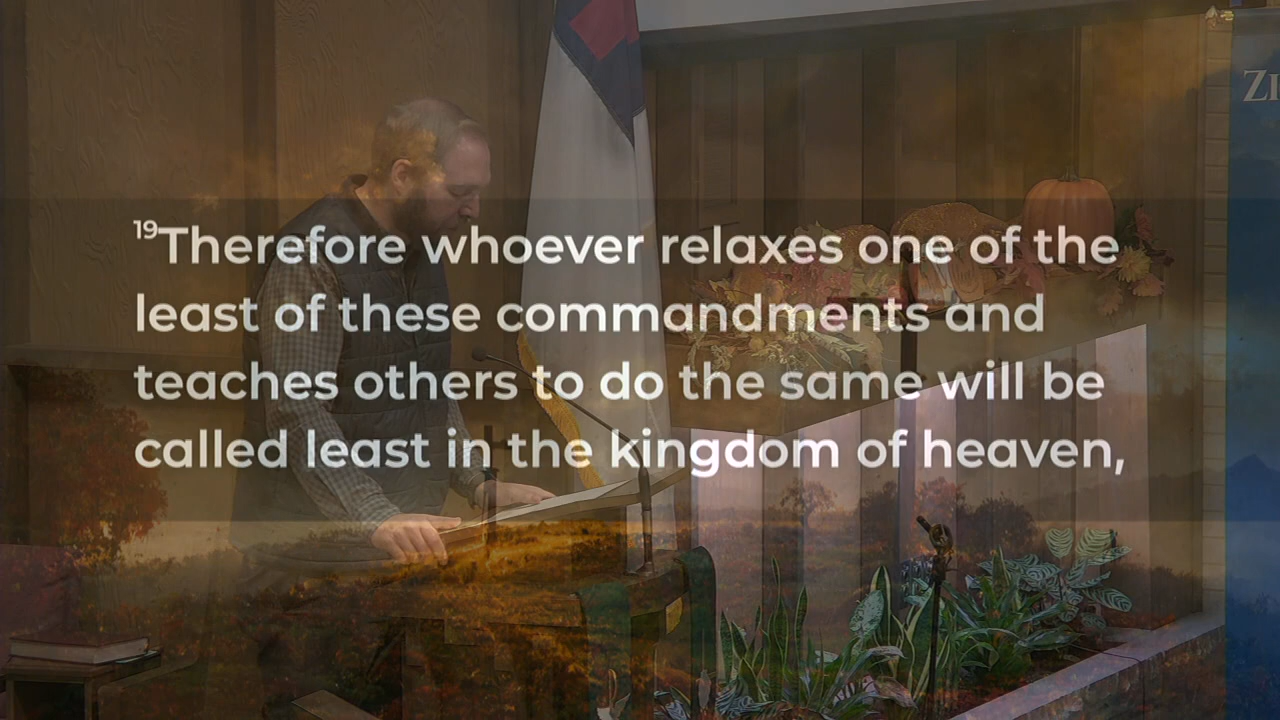 19Therefore whoever relaxes one of the
least of these commandments and
teaches others to do the same will be
called least in the kingdom of heaven,